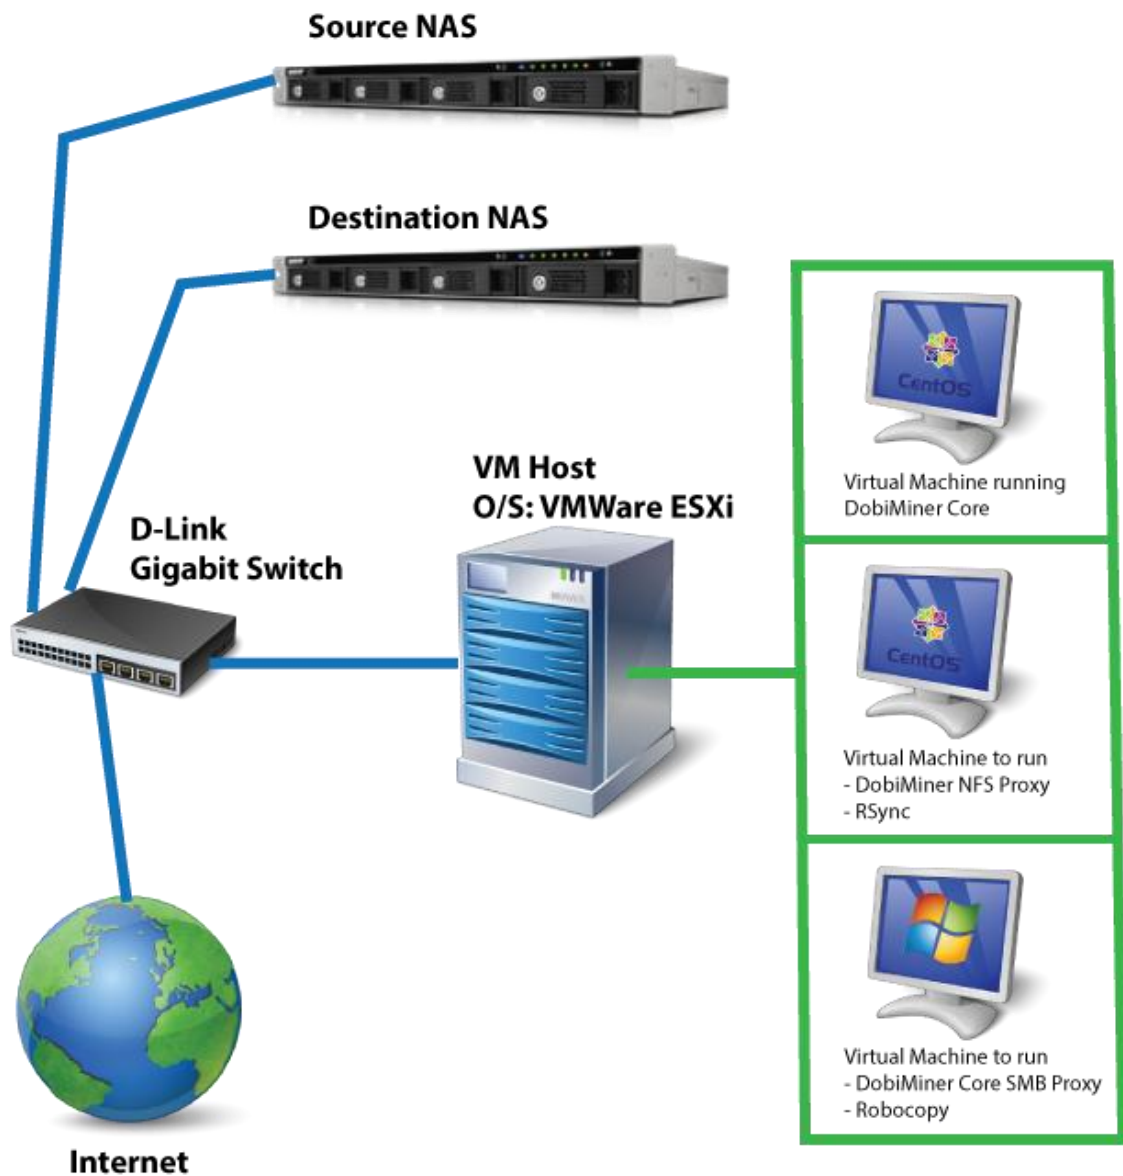 Source NAS
Destination NAS
CentOS
Virtual Machine running
DobiMiner Core
VM Host
O/S: VMWare ESXi
D-Link
Gigabit Switch
CentOS
Virtual Machine to run
- DobiMiner NFS Proxy
- RSync
Virtual Machine to run
- DobiMiner Core SMB Proxy
- Robocopy
Internet